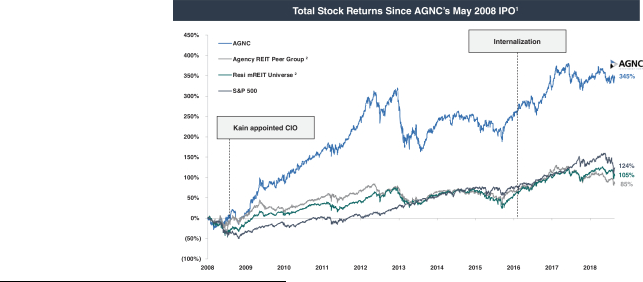 Total Stock Returns Since AGNC's May 2008 IPO¹
450%
400%
350%
300%
250%
200%
150%
100%
50%
0%
(50%)
(100%)
AGNC
Agency REIT Peer Group ²
Resi mREIT Universe ³
S&P 500
Kain appointed CIO
Internalization
AGNC
345%
124%
105%
85%
2008 2009 2010 2011 2012 2013 2014 2015 2016 2017 2018